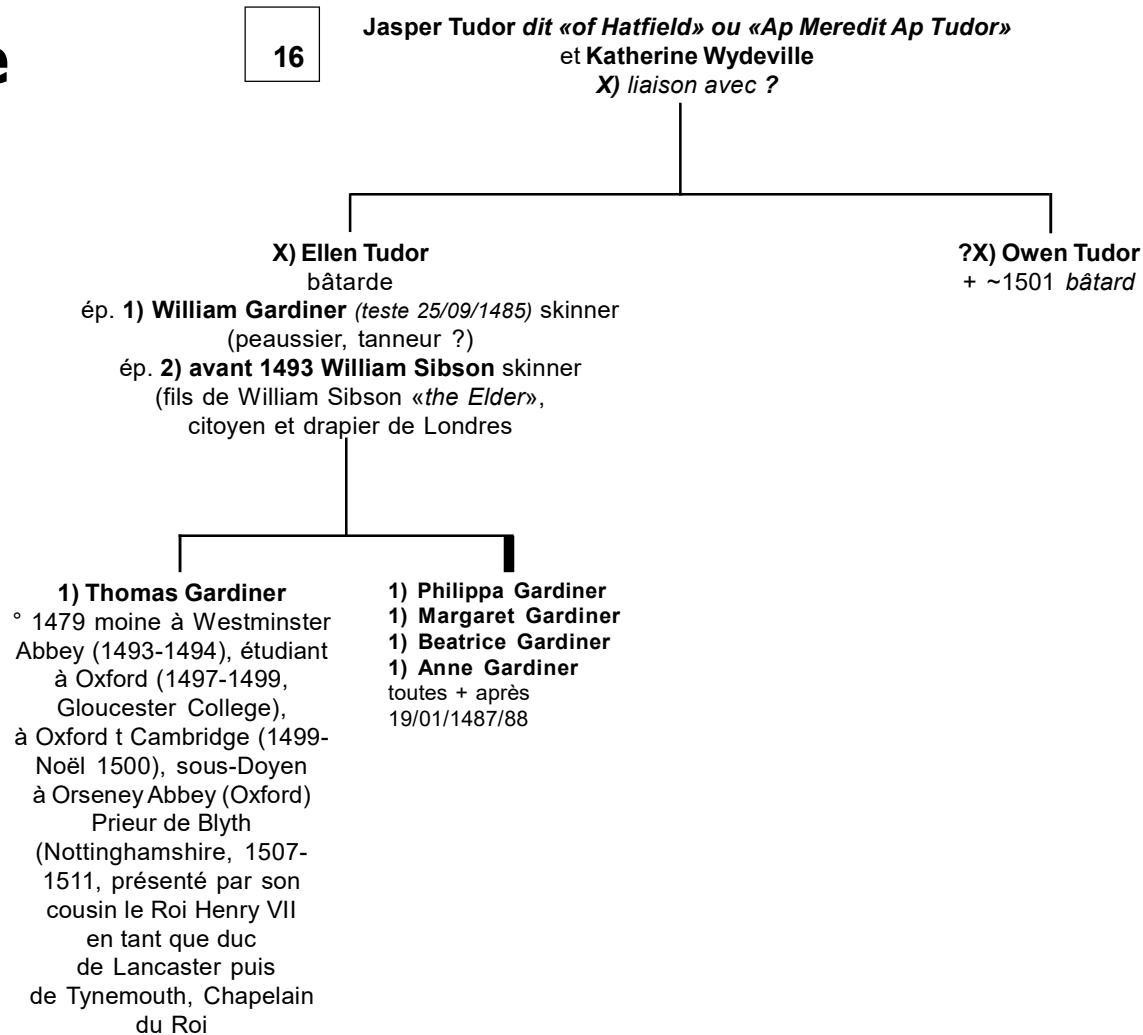 e
16
Jasper Tudor dit «of Hatfield» ou «Ap Meredit Ap Tudor»
et Katherine Wydeville
X) liaison avec ?
X) Ellen Tudor
bâtarde
ép. 1) William Gardiner (teste 25/09/1485) skinner
(peaussier, tanneur ?)
ép. 2) avant 1493 William Sibson skinner
(fils de William Sibson «the Elder»,
citoyen et drapier de Londres
?X) Owen Tudor
+ ~1501 bâtard
1) Thomas Gardiner
° 1479 moine à Westminster
Abbey (1493-1494), étudiant
à Oxford (1497-1499,
Gloucester College),
à Oxford t Cambridge (1499-
Noël 1500), sous-Doyen
à Orseney Abbey (Oxford)
Prieur de Blyth
(Nottinghamshire, 1507-
1511, présenté par son
cousin le Roi Henry VII
en tant que duc
de Lancaster puis
de Tynemouth, Chapelain
du Roi
1) Philippa Gardiner
1) Margaret Gardiner
1) Beatrice Gardiner
1) Anne Gardiner
toutes + après
19/01/1487/88